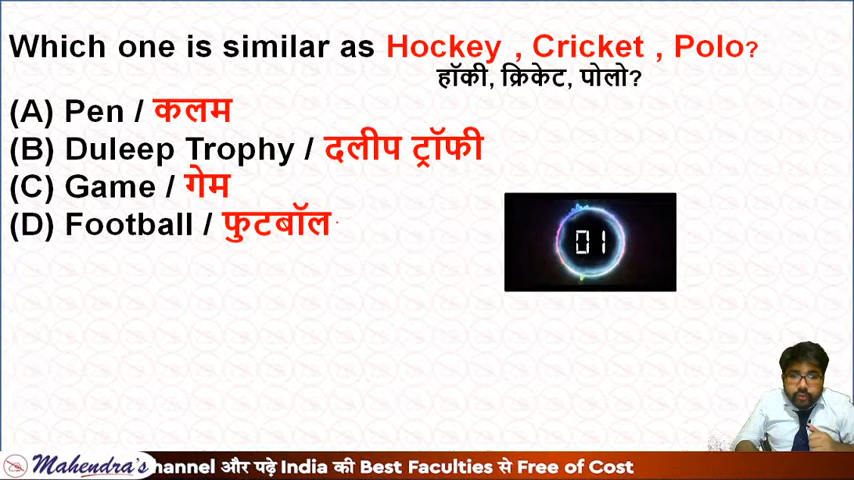 Which one is similar as Hockey , Cricket , Polo?
हॉकी, क्रिकेट, पोलो?
(A) Pen / कलम
(B) Duleep Trophy / दलीप ट्रॉफी
(C) Game / गेम
(D) Football / फुटबॉल
01
Mahendra's hannel और पढ़े India की Best Faculties से Free of Cost